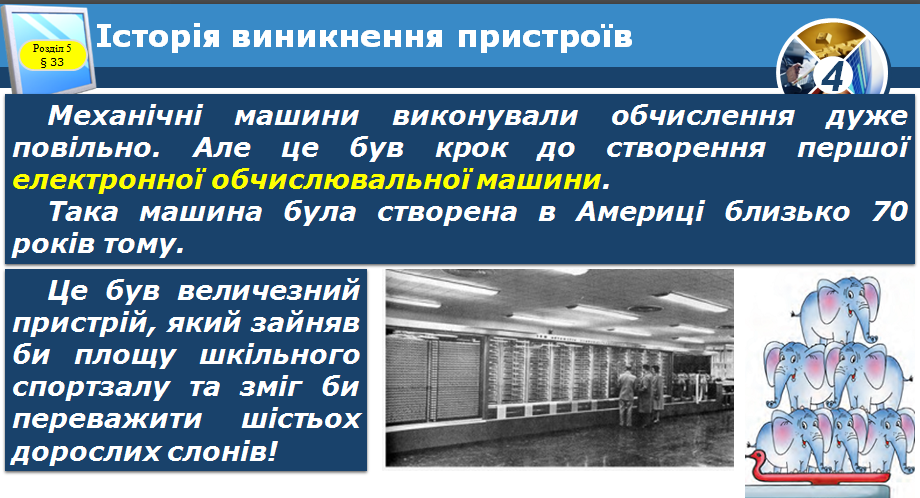 Розділ 5
§ 33
Історія виникнення пристроїв
4
Механічні машини виконували обчислення дуже
повільно. Але це був крок до створення першої
електронної обчислювальної машини.
Така машина була створена в Америці близько 70
років тому.
Це був величезний
пристрій, який зайняв
би площу шкільного
спортзалу та зміг би
переважити шістьох
дорослих слонів!